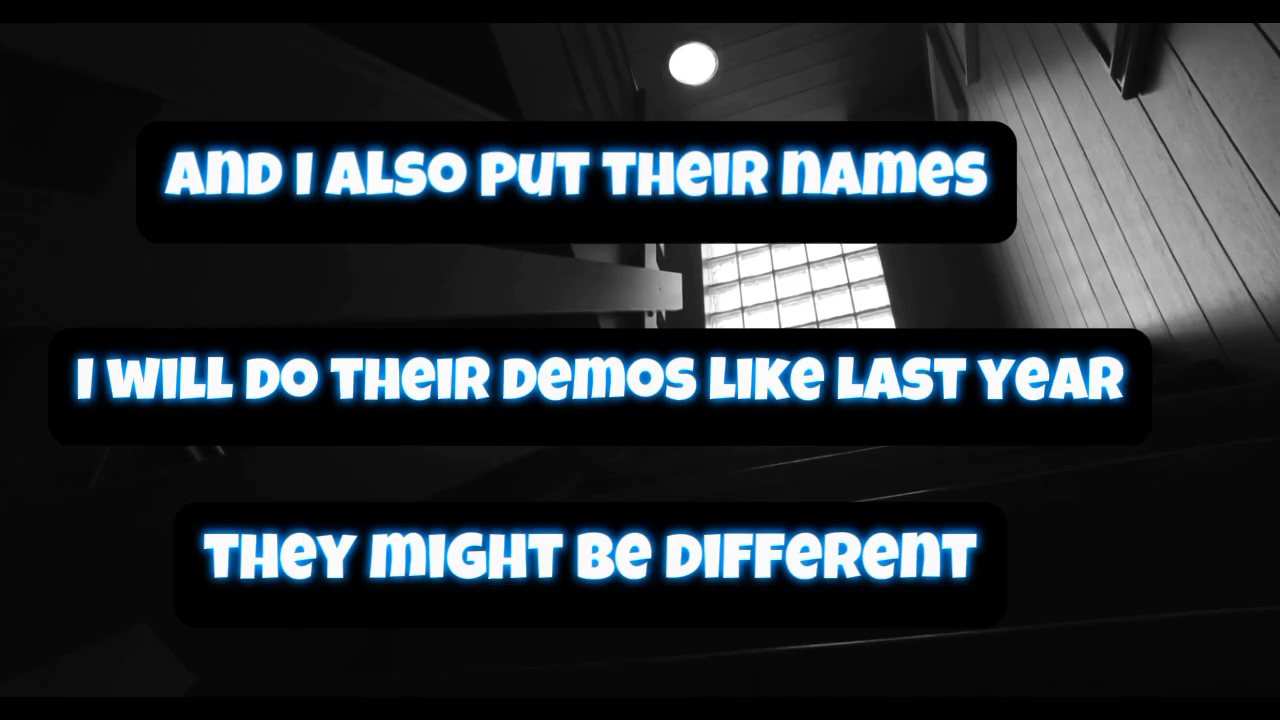 AND I ALSO PUT THEIR NAMES
I WILL DO THEIR DEMOS LIKE LAST YEAR
THEY MIGHT BE DIFFERENT